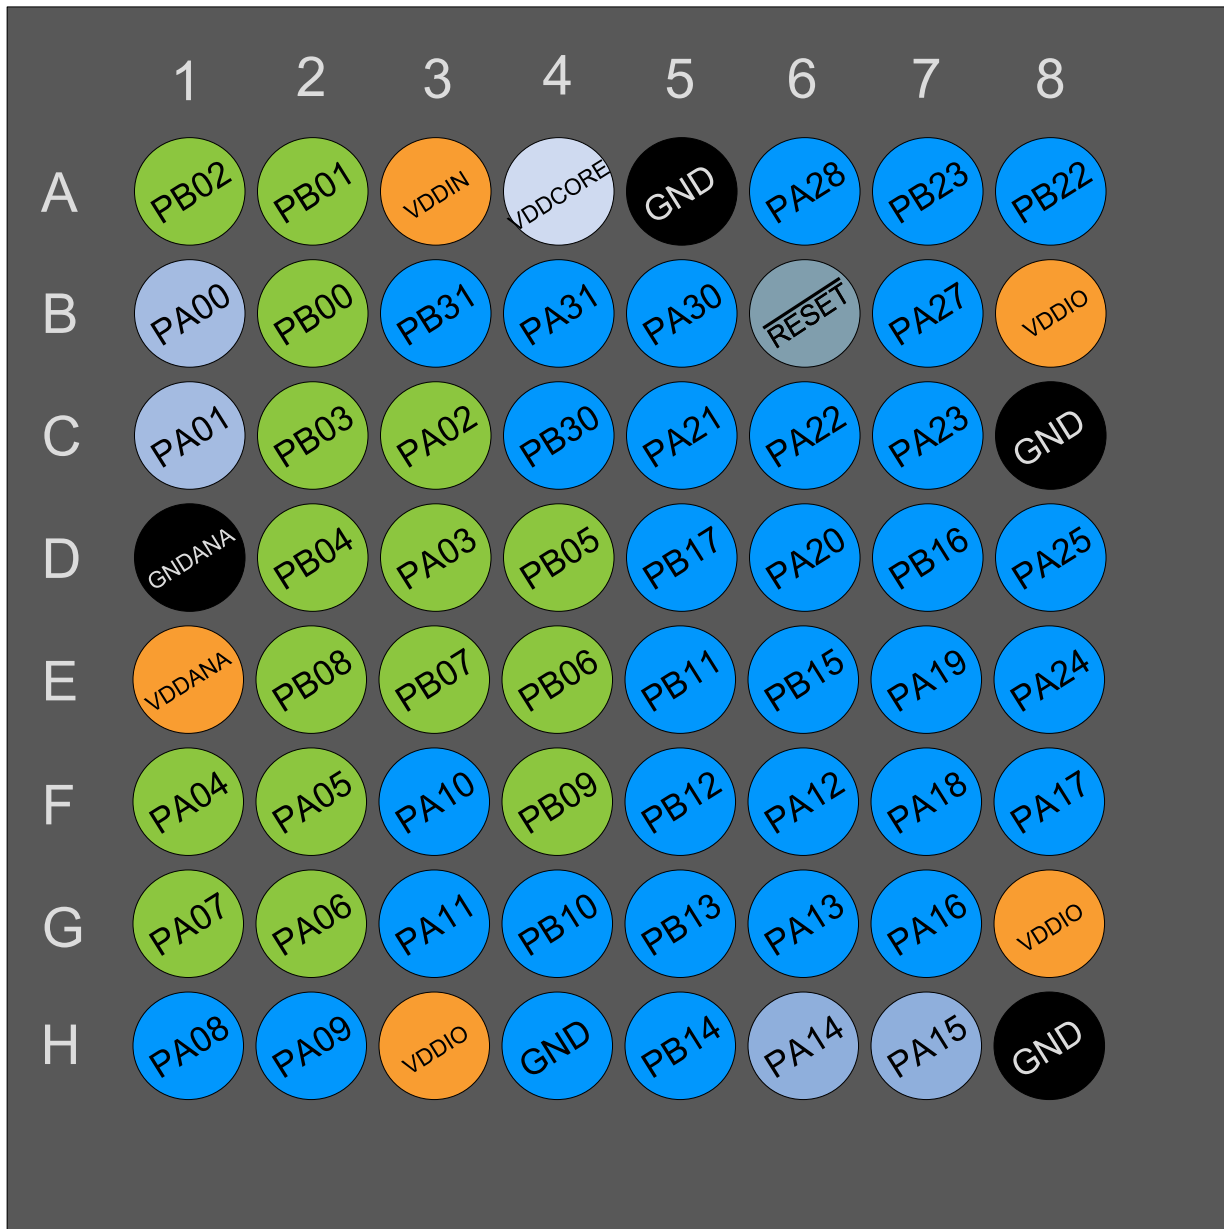 1 2 3 4 5 6 7 8
A PB02 PB01 VDDIN VDDCORE GND PA28 PB23 PB22
B PA00 PB00 PB31 PA31 PA30 RESET PA27 VDDIO
C PA01 PB03 PA02 PB30 PA21 PA22 PA23 GND
D GNDANA PB04 PA03 PB05 PB17 PA20 PB16 PA25
E VDDANA PB08 PB07 PB06 PB11 PB15 PA19 PA24
F PA04 PA05 PA10 PB09 PB12 PA12 PA18 PA17
G PA07 PA06 PA11 PB10 PB13 PA13 PA16 VDDIO
H PA08 PA09 VDDIO GND PB14 PA14 PA15 GND